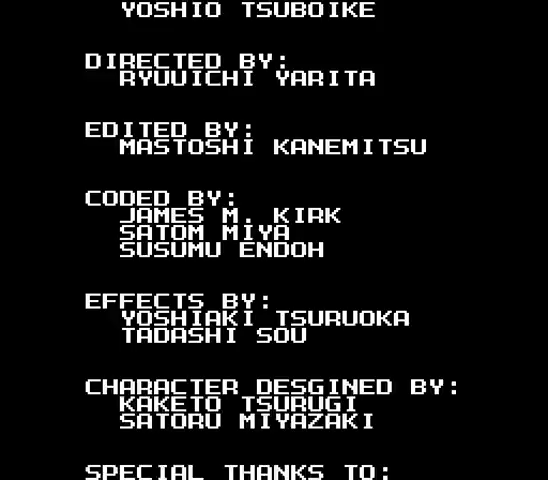 YOSHIO TSUBOIKE
DIRECTED BY:
RYUUICHI YARITA
EDITED BY:
MASTOSHI KANEMITSU
CODED BY:
JAMES M. KIRK
SATOM MIYA
SUSUMU ENDOH
EFFECTS BY:
YOSHIAKI TSURUOKA
TADASHI SOU
CHARACTER DESGINED BY:
KAKETO TSURUGI
SATORU MIYAZAKI
SPECIAL THANKS TO: